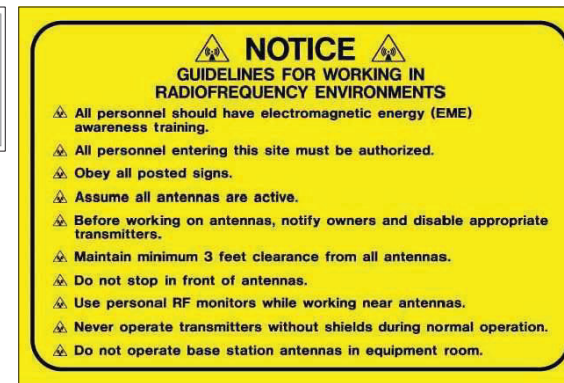 NOTICE
GUIDELINES FOR WORKING IN
RADIOFREQUENCY ENVIRONMENTS
All personnel should have electromagnetic energy (EME)
awareness training.
All personnel entering this site must be authorized.
Obey all posted signs.
Assume all antennas are active.
Before working on antennas, notify owners and disable appropriate
transmitters.
Maintain minimum 3 feet clearance from all antennas.
Do not stop in front of antennas.
Use personal RF monitors while working near antennas.
Never operate transmitters without shields during normal operation.
Do not operate base station antennas in equipment room.